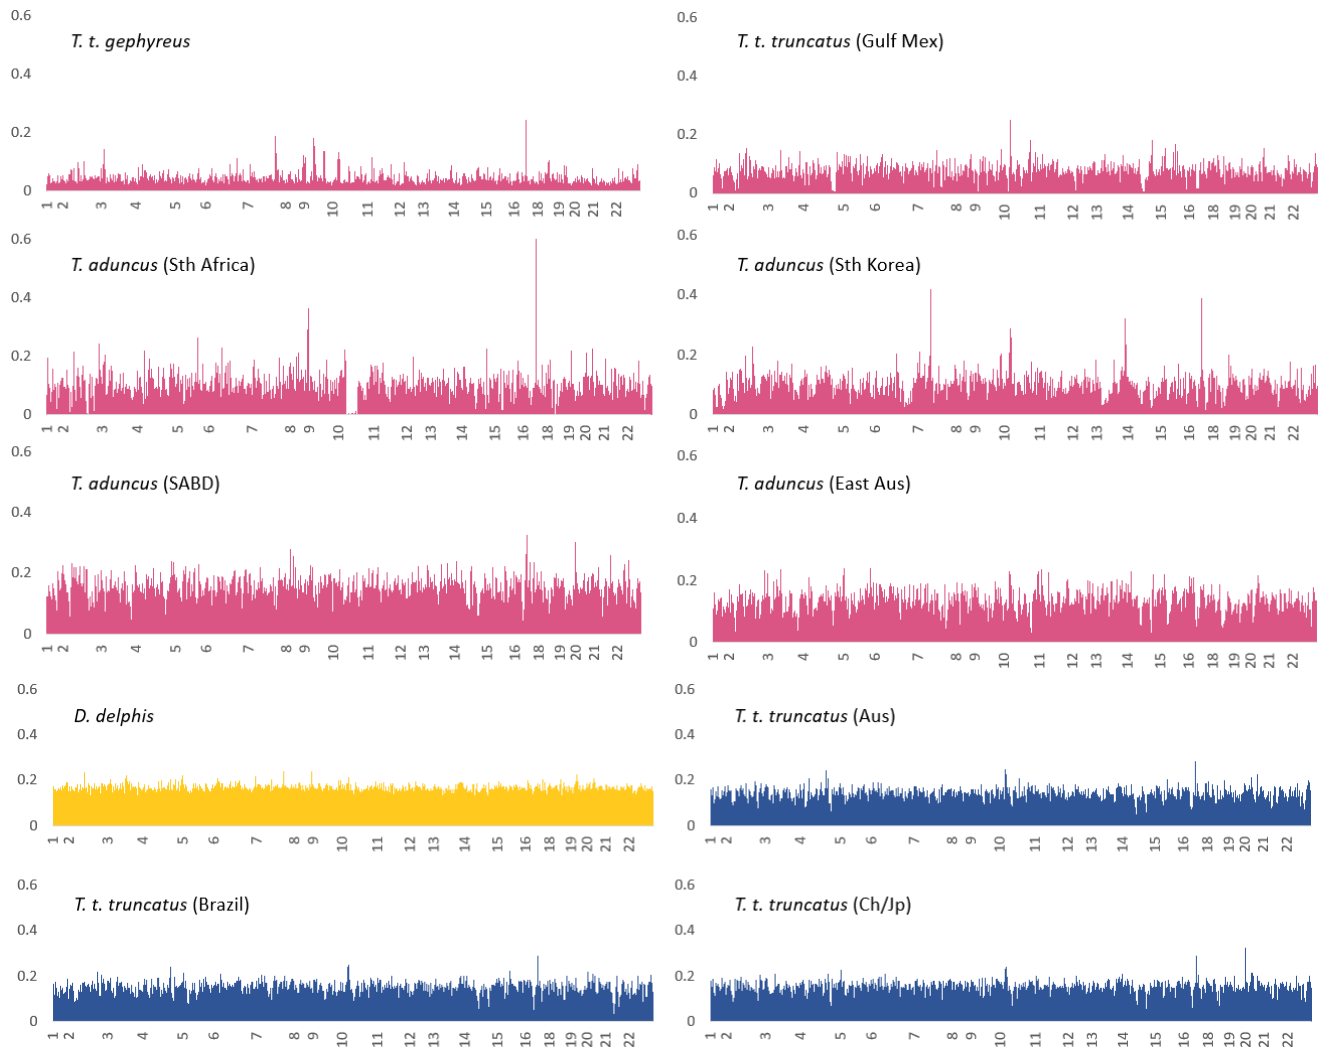 0.6
T. t. gephyreus
0.4
0.2
0
1 2 3 5 6 7 8 9 10 11 12 13 14 15 16 18 19 20 21 22
0.6
T. t. truncatus (Gulf Mex)
0.4
0.2
0
1 2 3 5 6 7 8 9 10 11 12 13 14 15 16 18 19 20 21 22
0.6
T. aduncus (Sth Africa)
0.4
0.2
0
1 2 3 5 6 7 8 9 10 11 12 13 14 15 16 18 19 20 21 22
0.6
T. aduncus (Sth Korea)
0.4
0.2
0
1 2 3 5 6 7 8 9 10 11 12 13 14 15 16 18 19 20 21 22
0.6
T. aduncus (SABD)
0.4
0.2
0
1 2 3 4 5 6 7 8 9 10 11 12 13 14 15 16 18 19 20 21 22
0.6
T. aduncus (East Aus)
0.4
0.2
0
1 2 3 4 5 6 7 8 9 10 11 12 13 14 15 16 18 19 20 21 22
0.6
D. delphis
0.4
0.2
0
1 2 3 4 5 6 7 8 9 10 11 12 13 14 15 16 18 19 20 21 22
0.6
T. t. truncatus (Aus)
0.4
0.2
0
1 2 3 4 5 6 7 8 9 10 11 12 13 14 15 16 18 19 20 21 22
0.6
T. t. truncatus (Brazil)
0.4
0.2
0
1 2 3 4 5 6 7 8 9 10 11 12 13 14 15 16 18 19 20 21 22
0.6
T. t. truncatus (Ch/Jp)
0.4
0.2
0
1 2 3 4 5 6 7 8 9 10 11 12 13 14 15 16 18 19 20 21 22